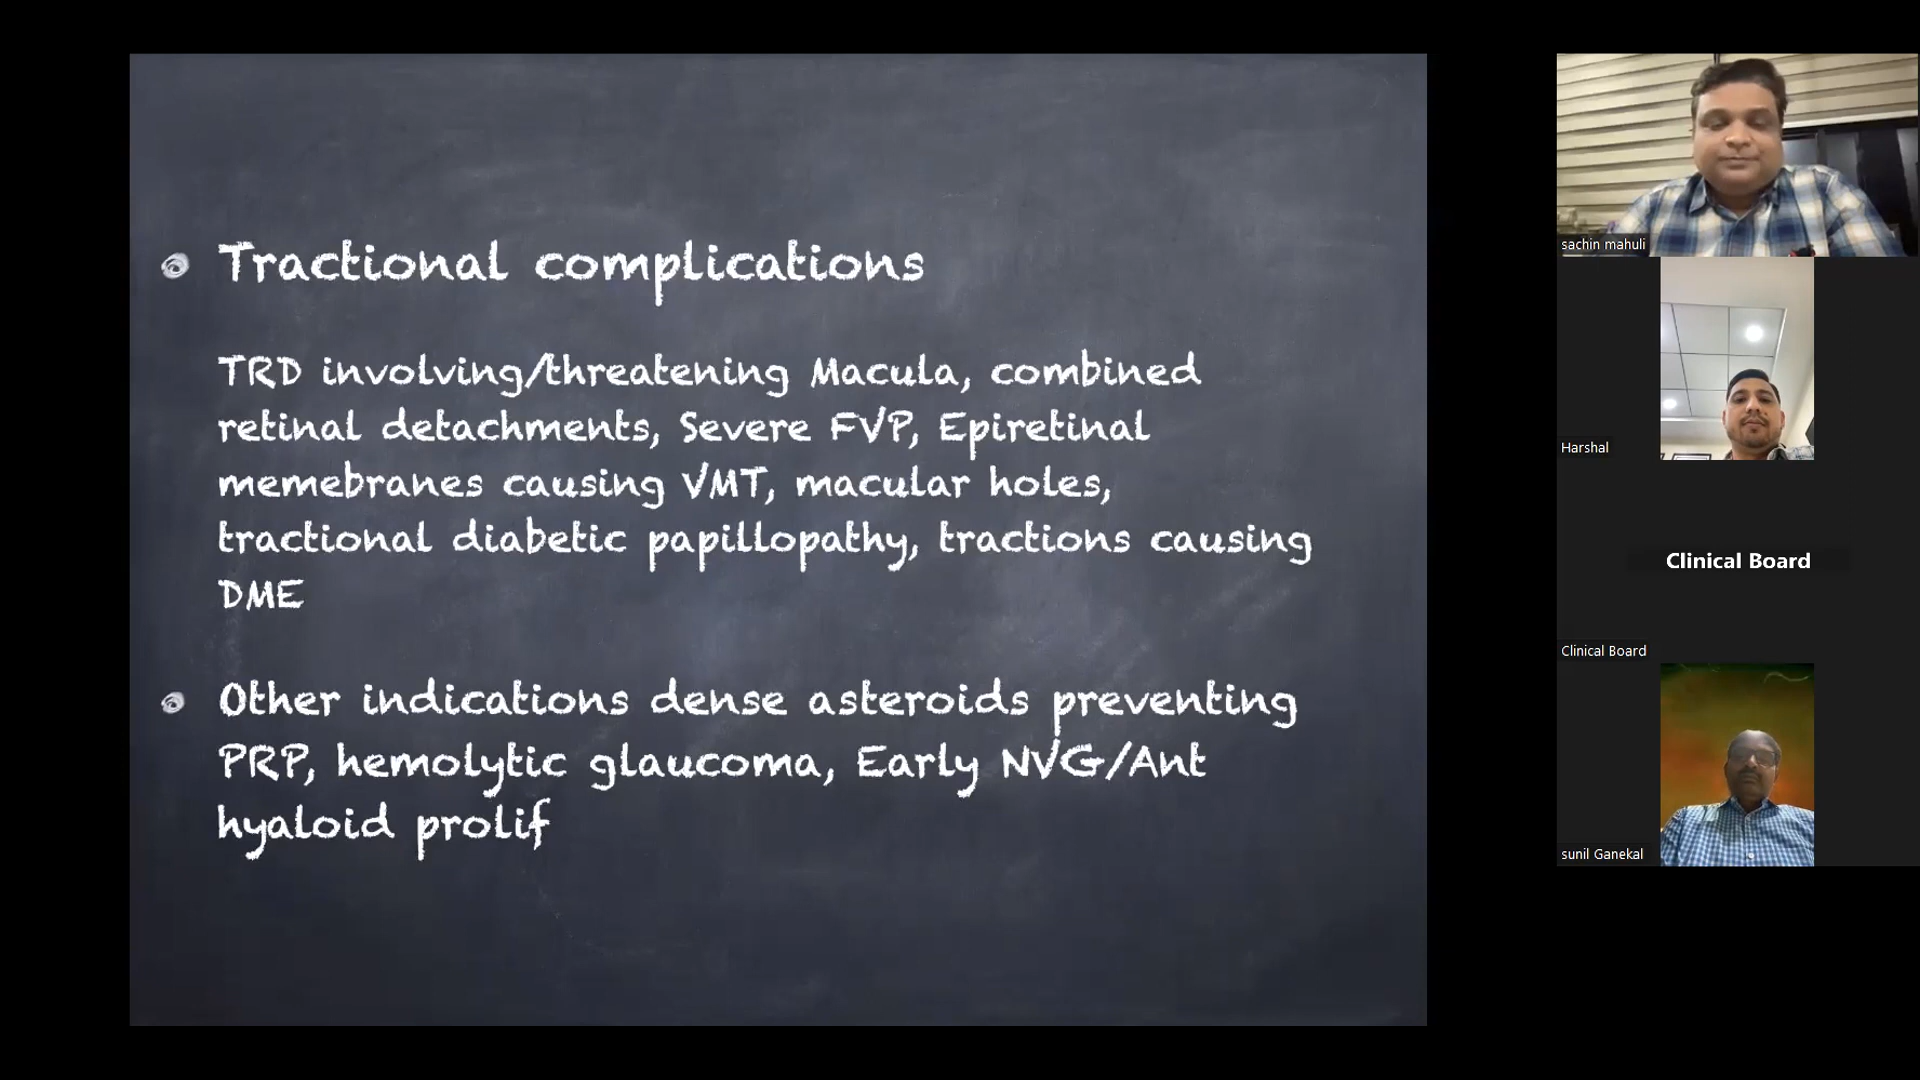 Tractional complications
TRD involving/threatening Macula, combined
retinal detachments, Severe FVP, Epiretinal
memebranes causing VMT, macular holes,
tractional diabetic papillopathy, tractions causing
DME
Other indications dense asteroids preventing
PRP, hemolytic glaucoma, Early NVG/Ant
hyaloid prolif
sachin mahuli
Harshal
Clinical Board
Clinical Board
sunil Ganekal